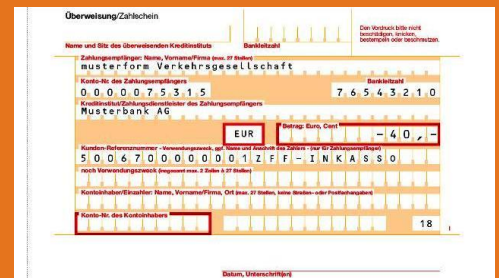 Überweisung/Zahlschein
Den Vordruck bitte nicht
beschädigen, knicken,
bestempeln oder beschmutzen.
Name und Sitz des überweisenden Kreditinstituts Bankleitzahl
Zahlungsempfänger: Name, Vorname/Firma (max. 27 Stellen)
musterform Verkehrsgesellschaft
Konto-Nr. des Zahlungsempfängers Bankleitzahl
0000075315 76543210
Kreditinstitut/Zahlungsdienstleister des Zahlungsempfängers
Musterbank AG
EUR Betrag: Euro, Cent -40,-
Kunden-Referenznummer - Verwendungszweck, ggf. Name und Anschrift des Zahlers - (nur für Zahlungsempfänger)
50067000000001ZFF-INKASSO
noch Verwendungszweck (insgesamt max. 2 Zeilen à 27 Stellen)
Kontoinhaber/Einzahler: Name, Vorname/Firma, Ort (max. 27 Stellen, keine Straßen- oder Postfachangaben)
Konto-Nr. des Kontoinhabers
18
Datum, Unterschrift(en)